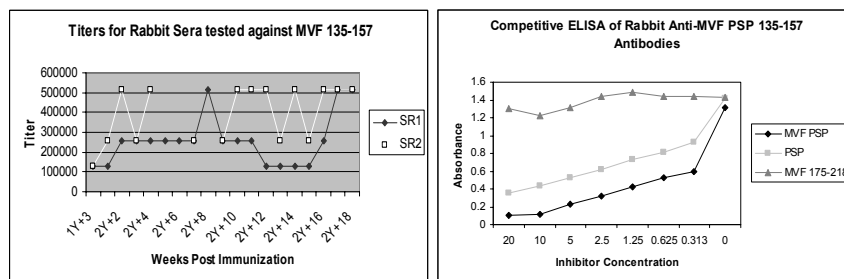 Titers for Rabbit Sera tested against MVF 135-157
600000
500000
400000
300000
200000
100000
0
Titer
1Y+3
2Y+2
2Y+4
2Y+6
2Y+8
2Y+10
2Y+12
2Y+14
2Y+16
2Y+18
Weeks Post Immunization
SR1
SR2
Competitive ELISA of Rabbit Anti-MVF PSP 135-157
Antibodies
1.6
1.4
1.2
1
0.8
0.6
0.4
0.2
0
Absorbance
20 10 5 2.5 1.25 0.625 0.313 0
Inhibitor Concentration
MVF PSP
PSP
MVF 175-218